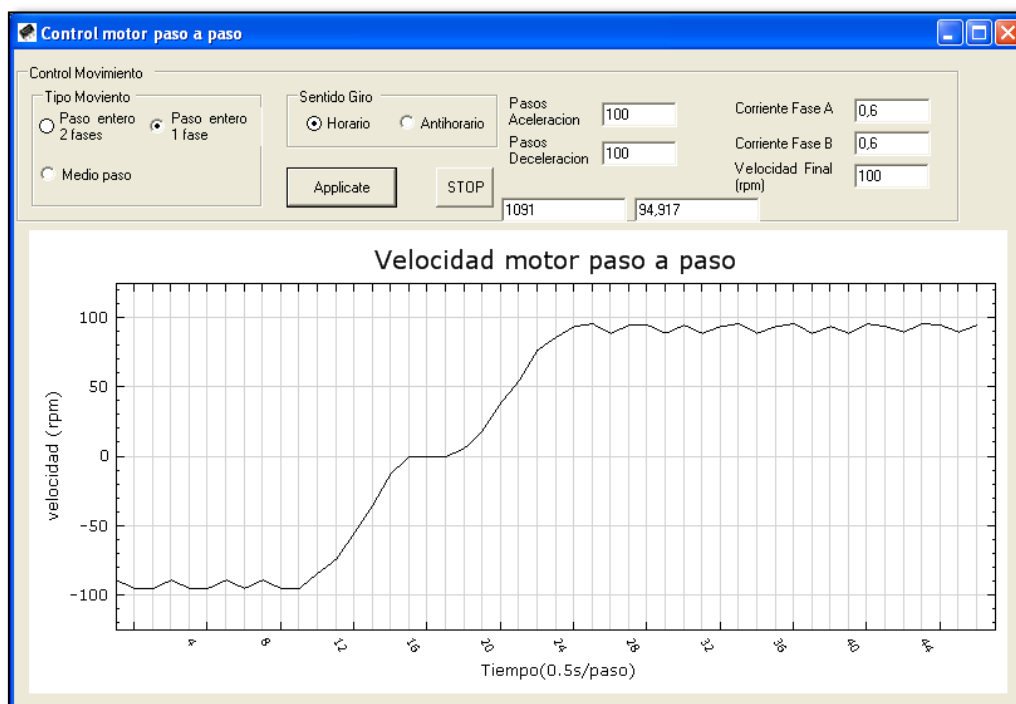 Control motor paso a paso
Control Movimiento
Tipo Moviento
Paso entero 2 fases
Paso entero 1 fase
Medio paso
Sentido Giro
Horario
Antihorario
Applicate
STOP
Pasos Aceleracion
100
Pasos Deceleracion
100
1091
94,917
Corriente Fase A
0,6
Corriente Fase B
0,6
Velocidad Final (rpm)
100
Velocidad motor paso a paso
velocidad (rpm)
100
50
0
−50
−100
4
8
12
16
20
24
28
32
36
40
44
Tiempo(0.5s/paso)